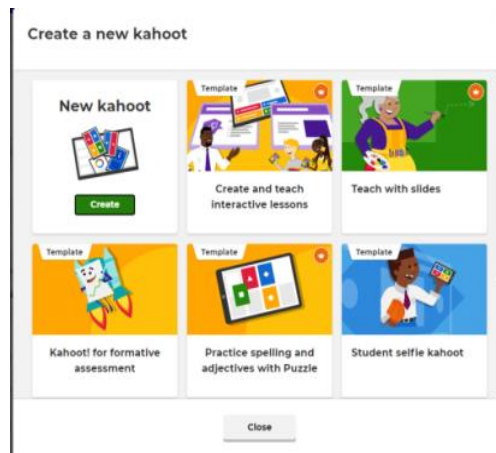 Create a new kahoot
New kahoot
Create
Template
Create and teach
interactive lessons
Template
Teach with slides
Template
Kahoot! for formative
assessment
Template
Practice spelling and
adjectives with Puzzle
Template
Student selfie kahoot
Close